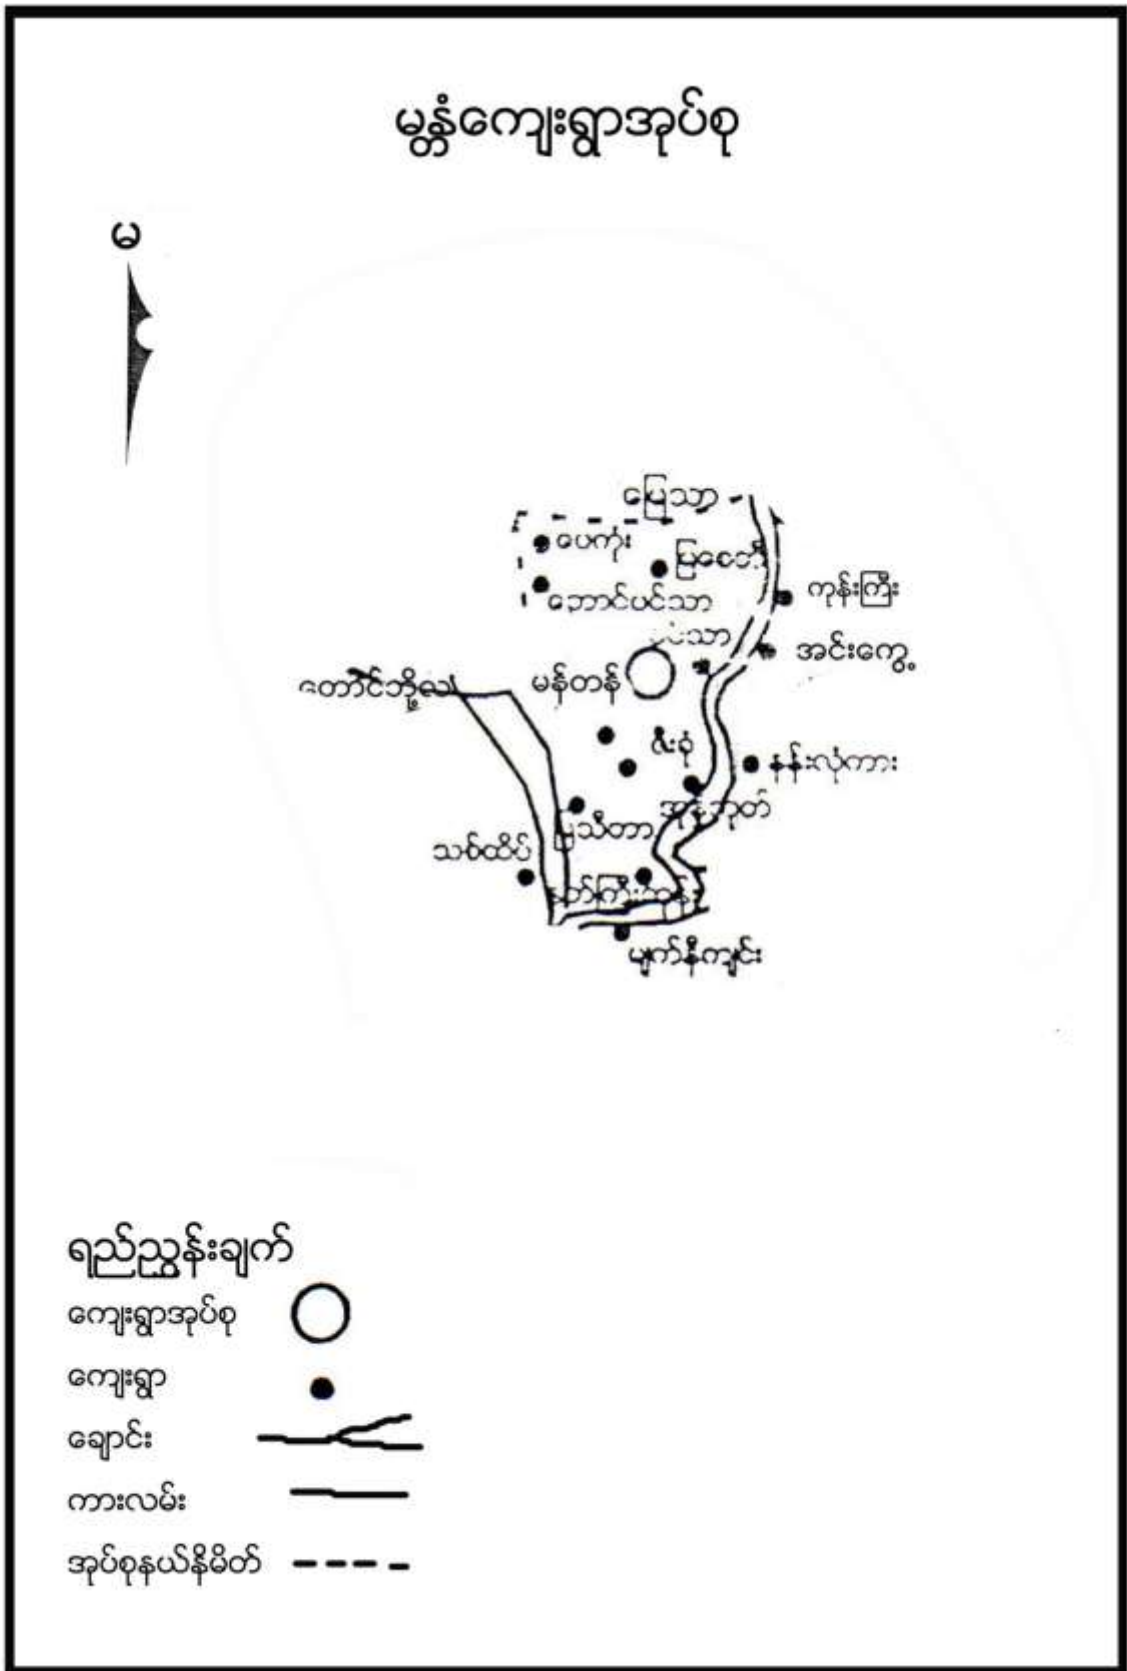 မန္တံကျေးရွာအုပ်စု
မ
မြေသာ
ပေကုံး
ဘောင်ပင်သာ
ကုန်းကြီး
အင်းကွေ့
မန်တန်
ဇီးခုံ
နန်းလုံကား
မြသိတာ
သစ်ထိပ်
မျက်နီကျင်း
ရည်ညွှန်းချက်
ကျေးရွာအုပ်စု
ကျေးရွာ
ချောင်း
ကားလမ်း
အုပ်စုနယ်နိမိတ်